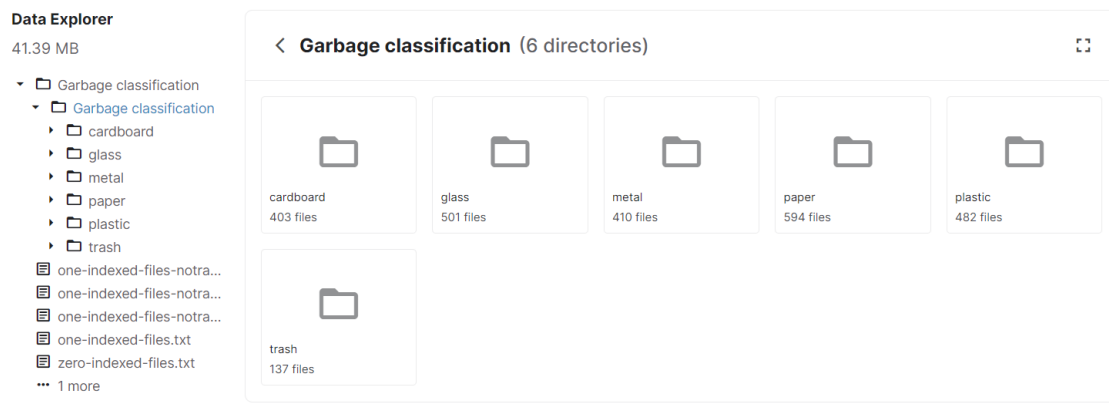 Data Explorer
41.39 MB
Garbage classification
Garbage classification
cardboard
glass
metal
paper
plastic
trash
one-indexed-files-notra...
one-indexed-files-notra...
one-indexed-files-notra...
one-indexed-files.txt
zero-indexed-files.txt
1 more
Garbage classification (6 directories)
cardboard
403 files
glass
501 files
metal
410 files
paper
594 files
plastic
482 files
trash
137 files